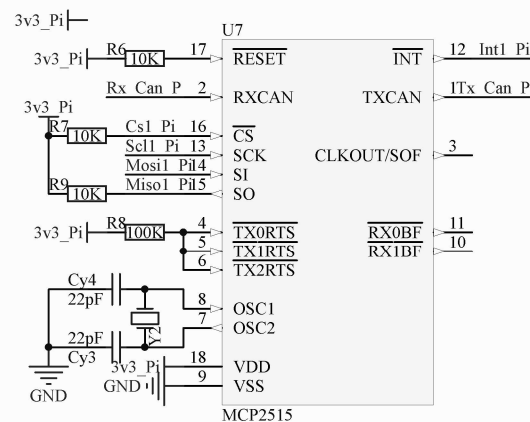 U7
3v3_Pi
3v3_Pi R6 10K 17 RESET INT 12 Int1_Pi
Rx_Can_P 2 RXCAN TXCAN 1Tx_Can_P
3v3_Pi
R7 10K Cs1_Pi 16 CS CLKOUT/SOF 3
Scl1_Pi 13 SCK
Mosi1_Pi 14 SI
R9 10K Miso1_Pi 15 SO
3v3_Pi R8 100K 4 TX0RTS RX0BF 11
5 TX1RTS RX1BF 10
6 TX2RTS
Cy4
22pF 8 OSC1
22pF Y2 7 OSC2
Cy3
3v3_Pi 18 VDD
GND 9 VSS
GND
MCP2515